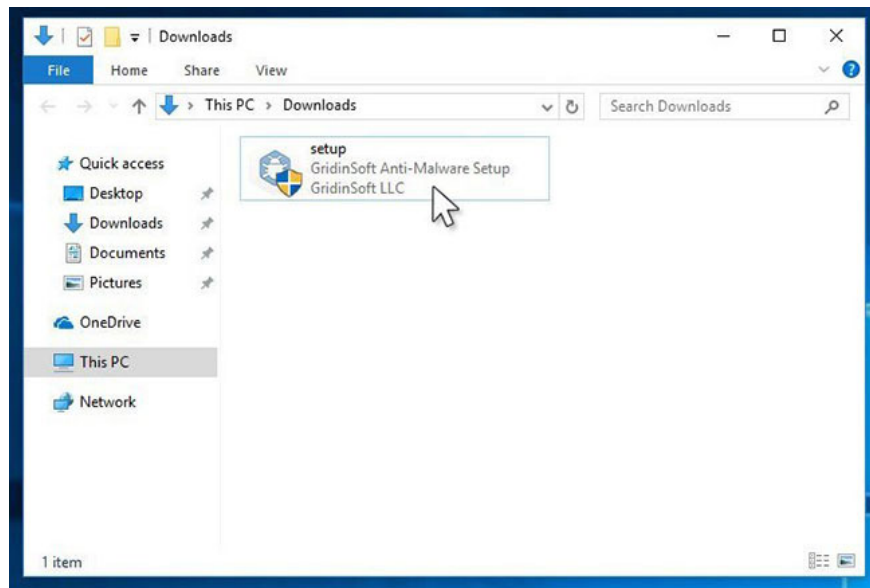 Downloads
File Home Share View
This PC > Downloads
Search Downloads
Quick access
Desktop
Downloads
Documents
Pictures
OneDrive
This PC
Network
setup
GridinSoft Anti-Malware Setup
GridinSoft LLC
1 item